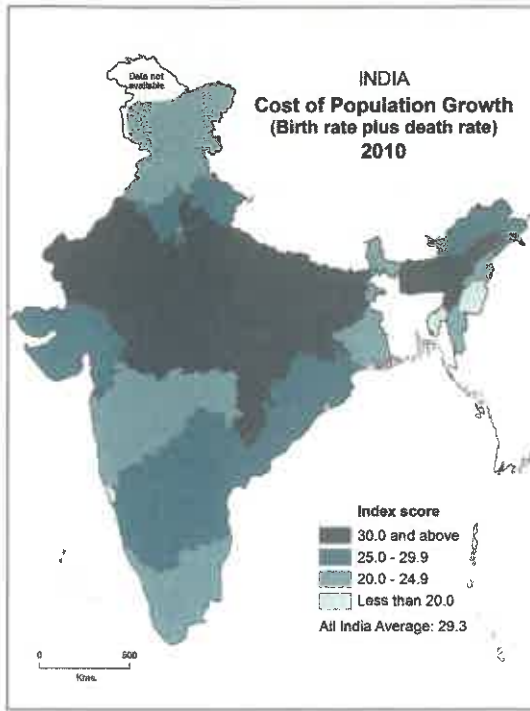 Data not
available
INDIA
Cost of Population Growth
(Birth rate plus death rate)
2010
Index score
30.0 and above
25.0 - 29.9
20.0 - 24.9
Less than 20.0
All India Average: 29.3
0 500
Kms.